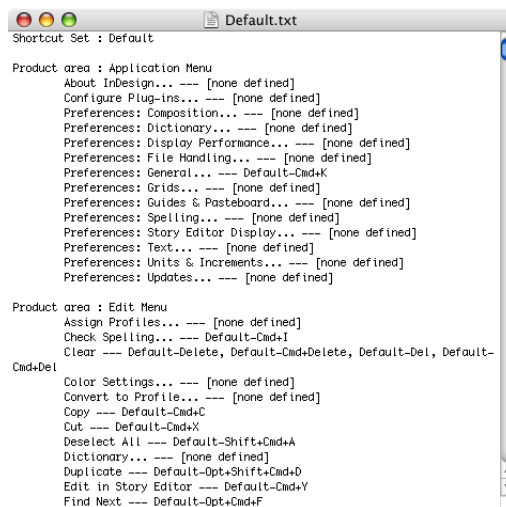 Default.txt
Shortcut Set : Default
Product area : Application Menu
About InDesign... --- [none defined]
Configure Plug-ins... --- [none defined]
Preferences: Composition... --- [none defined]
Preferences: Dictionary... --- [none defined]
Preferences: Display Performance... --- [none defined]
Preferences: File Handling... --- [none defined]
Preferences: General... --- Default-Cmd+K
Preferences: Grids... --- [none defined]
Preferences: Guides & Pasteboard... --- [none defined]
Preferences: Spelling... --- [none defined]
Preferences: Story Editor Display... --- [none defined]
Preferences: Text... --- [none defined]
Preferences: Units & Increments... --- [none defined]
Preferences: Updates... --- [none defined]
Product area : Edit Menu
Assign Profiles... --- [none defined]
Check Spelling... --- Default-Cmd+I
Clear --- Default-Delete, Default-Cmd+Delete, Default-Del, Default-
Cmd+Del
Color Settings... --- [none defined]
Convert to Profile... --- [none defined]
Copy --- Default-Cmd+C
Cut --- Default-Cmd+X
Deselect All --- Default-Shift+Cmd+A
Dictionary... --- [none defined]
Duplicate --- Default-Opt+Shift+Cmd+D
Edit in Story Editor --- Default-Cmd+Y
Find Next --- Default-Opt+Cmd+F